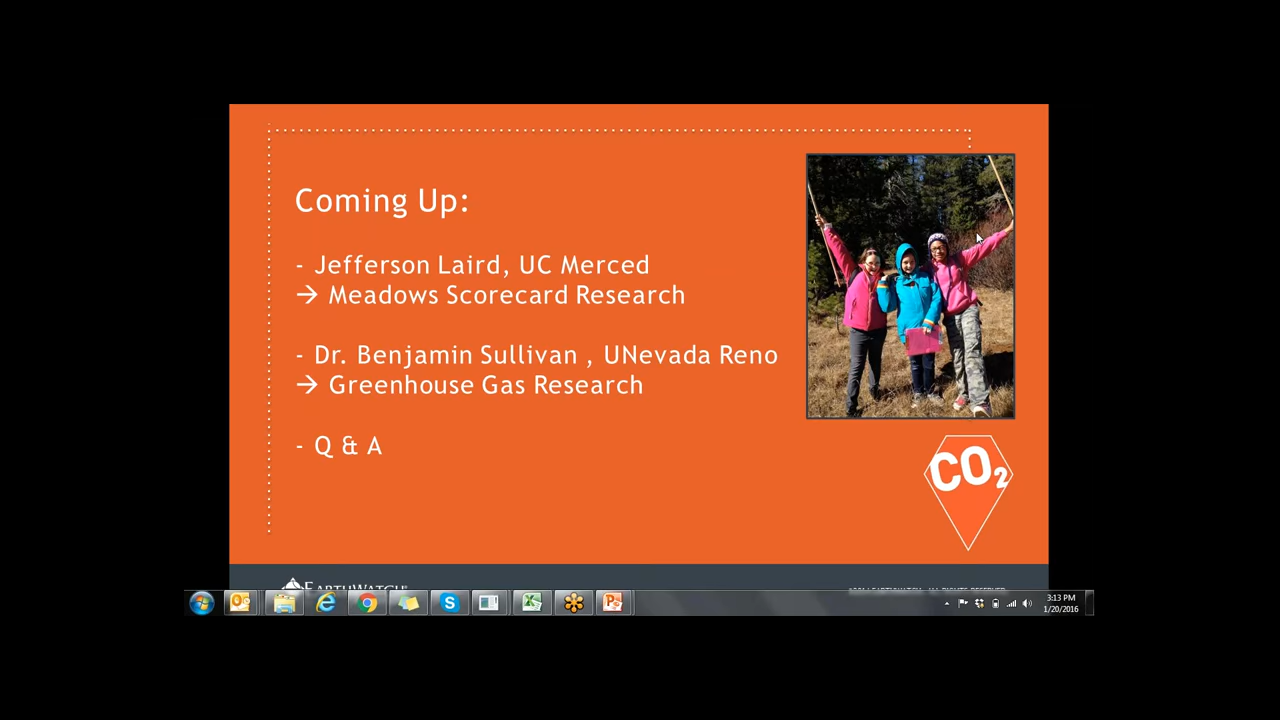 Coming Up:
- Jefferson Laird, UC Merced
→ Meadows Scorecard Research
- Dr. Benjamin Sullivan , UNevada Reno
→ Greenhouse Gas Research
- Q & A
CO₂
EARTHWATCH
3:13 PM
1/20/2016